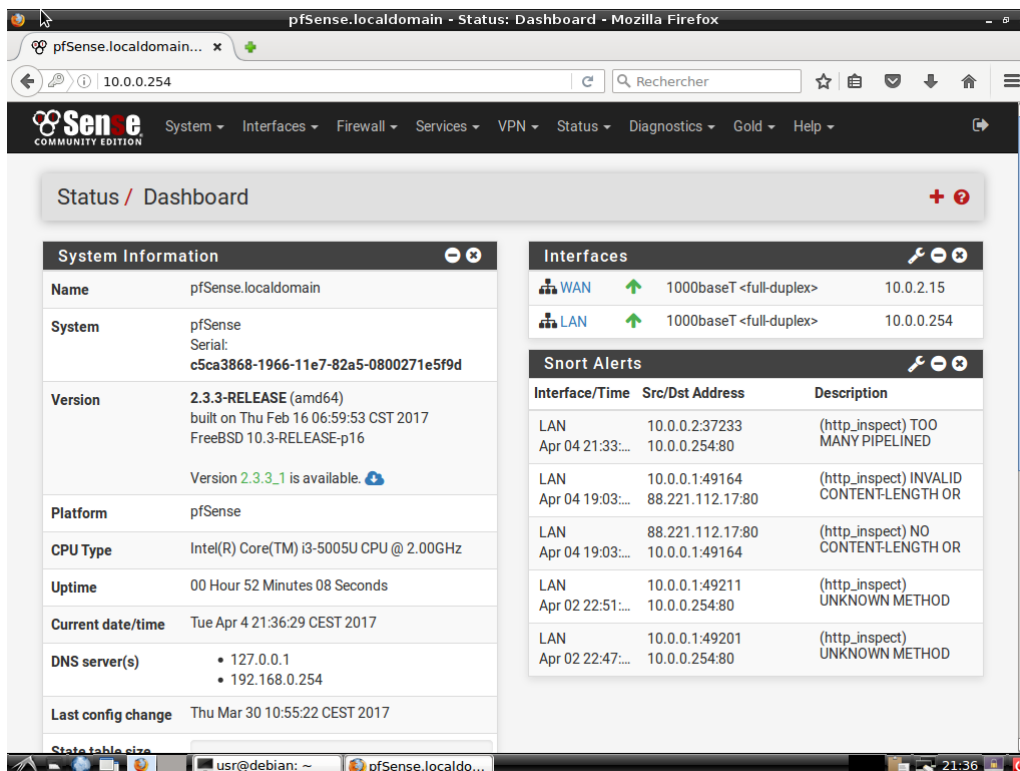 pfSense.localdomain - Status: Dashboard - Mozilla Firefox
pfSense.localdomain...
10.0.0.254
Rechercher
Sense
COMMUNITY EDITION
System
Interfaces
Firewall
Services
VPN
Status
Diagnostics
Gold
Help
Status / Dashboard
System Information
Name pfSense.localdomain
System pfSense
Serial:
c5ca3868-1966-11e7-82a5-0800271e5f9d
Version 2.3.3-RELEASE (amd64)
built on Thu Feb 16 06:59:53 CST 2017
FreeBSD 10.3-RELEASE-p16
Version 2.3.3_1 is available.
Platform pfSense
CPU Type Intel(R) Core(TM) i3-5005U CPU @ 2.00GHz
Uptime 00 Hour 52 Minutes 08 Seconds
Current date/time Tue Apr 4 21:36:29 CEST 2017
DNS server(s) • 127.0.0.1
• 192.168.0.254
Last config change Thu Mar 30 10:55:22 CEST 2017
State table size
Interfaces
WAN 1000baseT <full-duplex> 10.0.2.15
LAN 1000baseT <full-duplex> 10.0.0.254
Snort Alerts
Interface/Time Src/Dst Address Description
LAN 10.0.0.2:37233 (http_inspect) TOO
Apr 04 21:33:... 10.0.0.254:80 MANY PIPELINED
LAN 10.0.0.1:49164 (http_inspect) INVALID
Apr 04 19:03:... 88.221.112.17:80 CONTENT-LENGTH OR
LAN 88.221.112.17:80 (http_inspect) NO
Apr 04 19:03:... 10.0.0.1:49164 CONTENT-LENGTH OR
LAN 10.0.0.1:49211 (http_inspect)
Apr 02 22:51:... 10.0.0.254:80 UNKNOWN METHOD
LAN 10.0.0.1:49201 (http_inspect)
Apr 02 22:47:... 10.0.0.254:80 UNKNOWN METHOD
usr@debian: ~
pfSense.localdo...
21:36